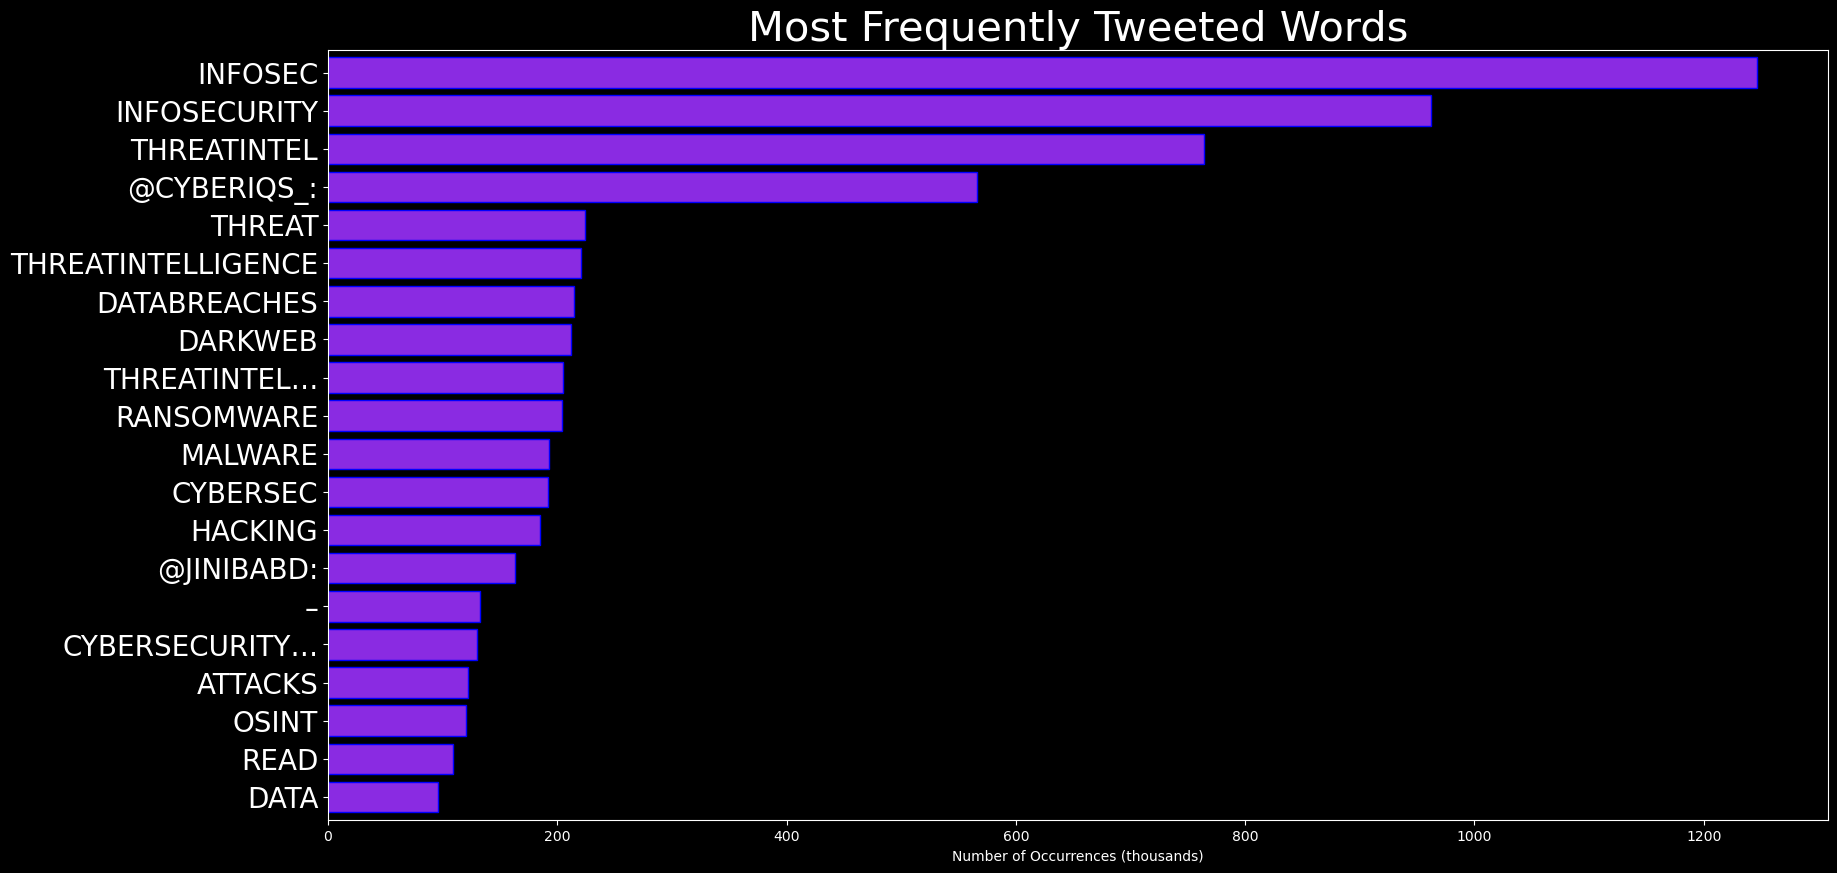 Most Frequently Tweeted Words
INFOSEC
INFOSECURITY
THREATINTEL
@CYBERIQS_:
THREAT
THREATINTELLIGENCE
DATABREACHES
DARKWEB
THREATINTEL…
RANSOMWARE
MALWARE
CYBERSEC
HACKING
@JINIBABD:
–
CYBERSECURITY…
ATTACKS
OSINT
READ
DATA
0 200 400 600 800 1000 1200
Number of Occurrences (thousands)